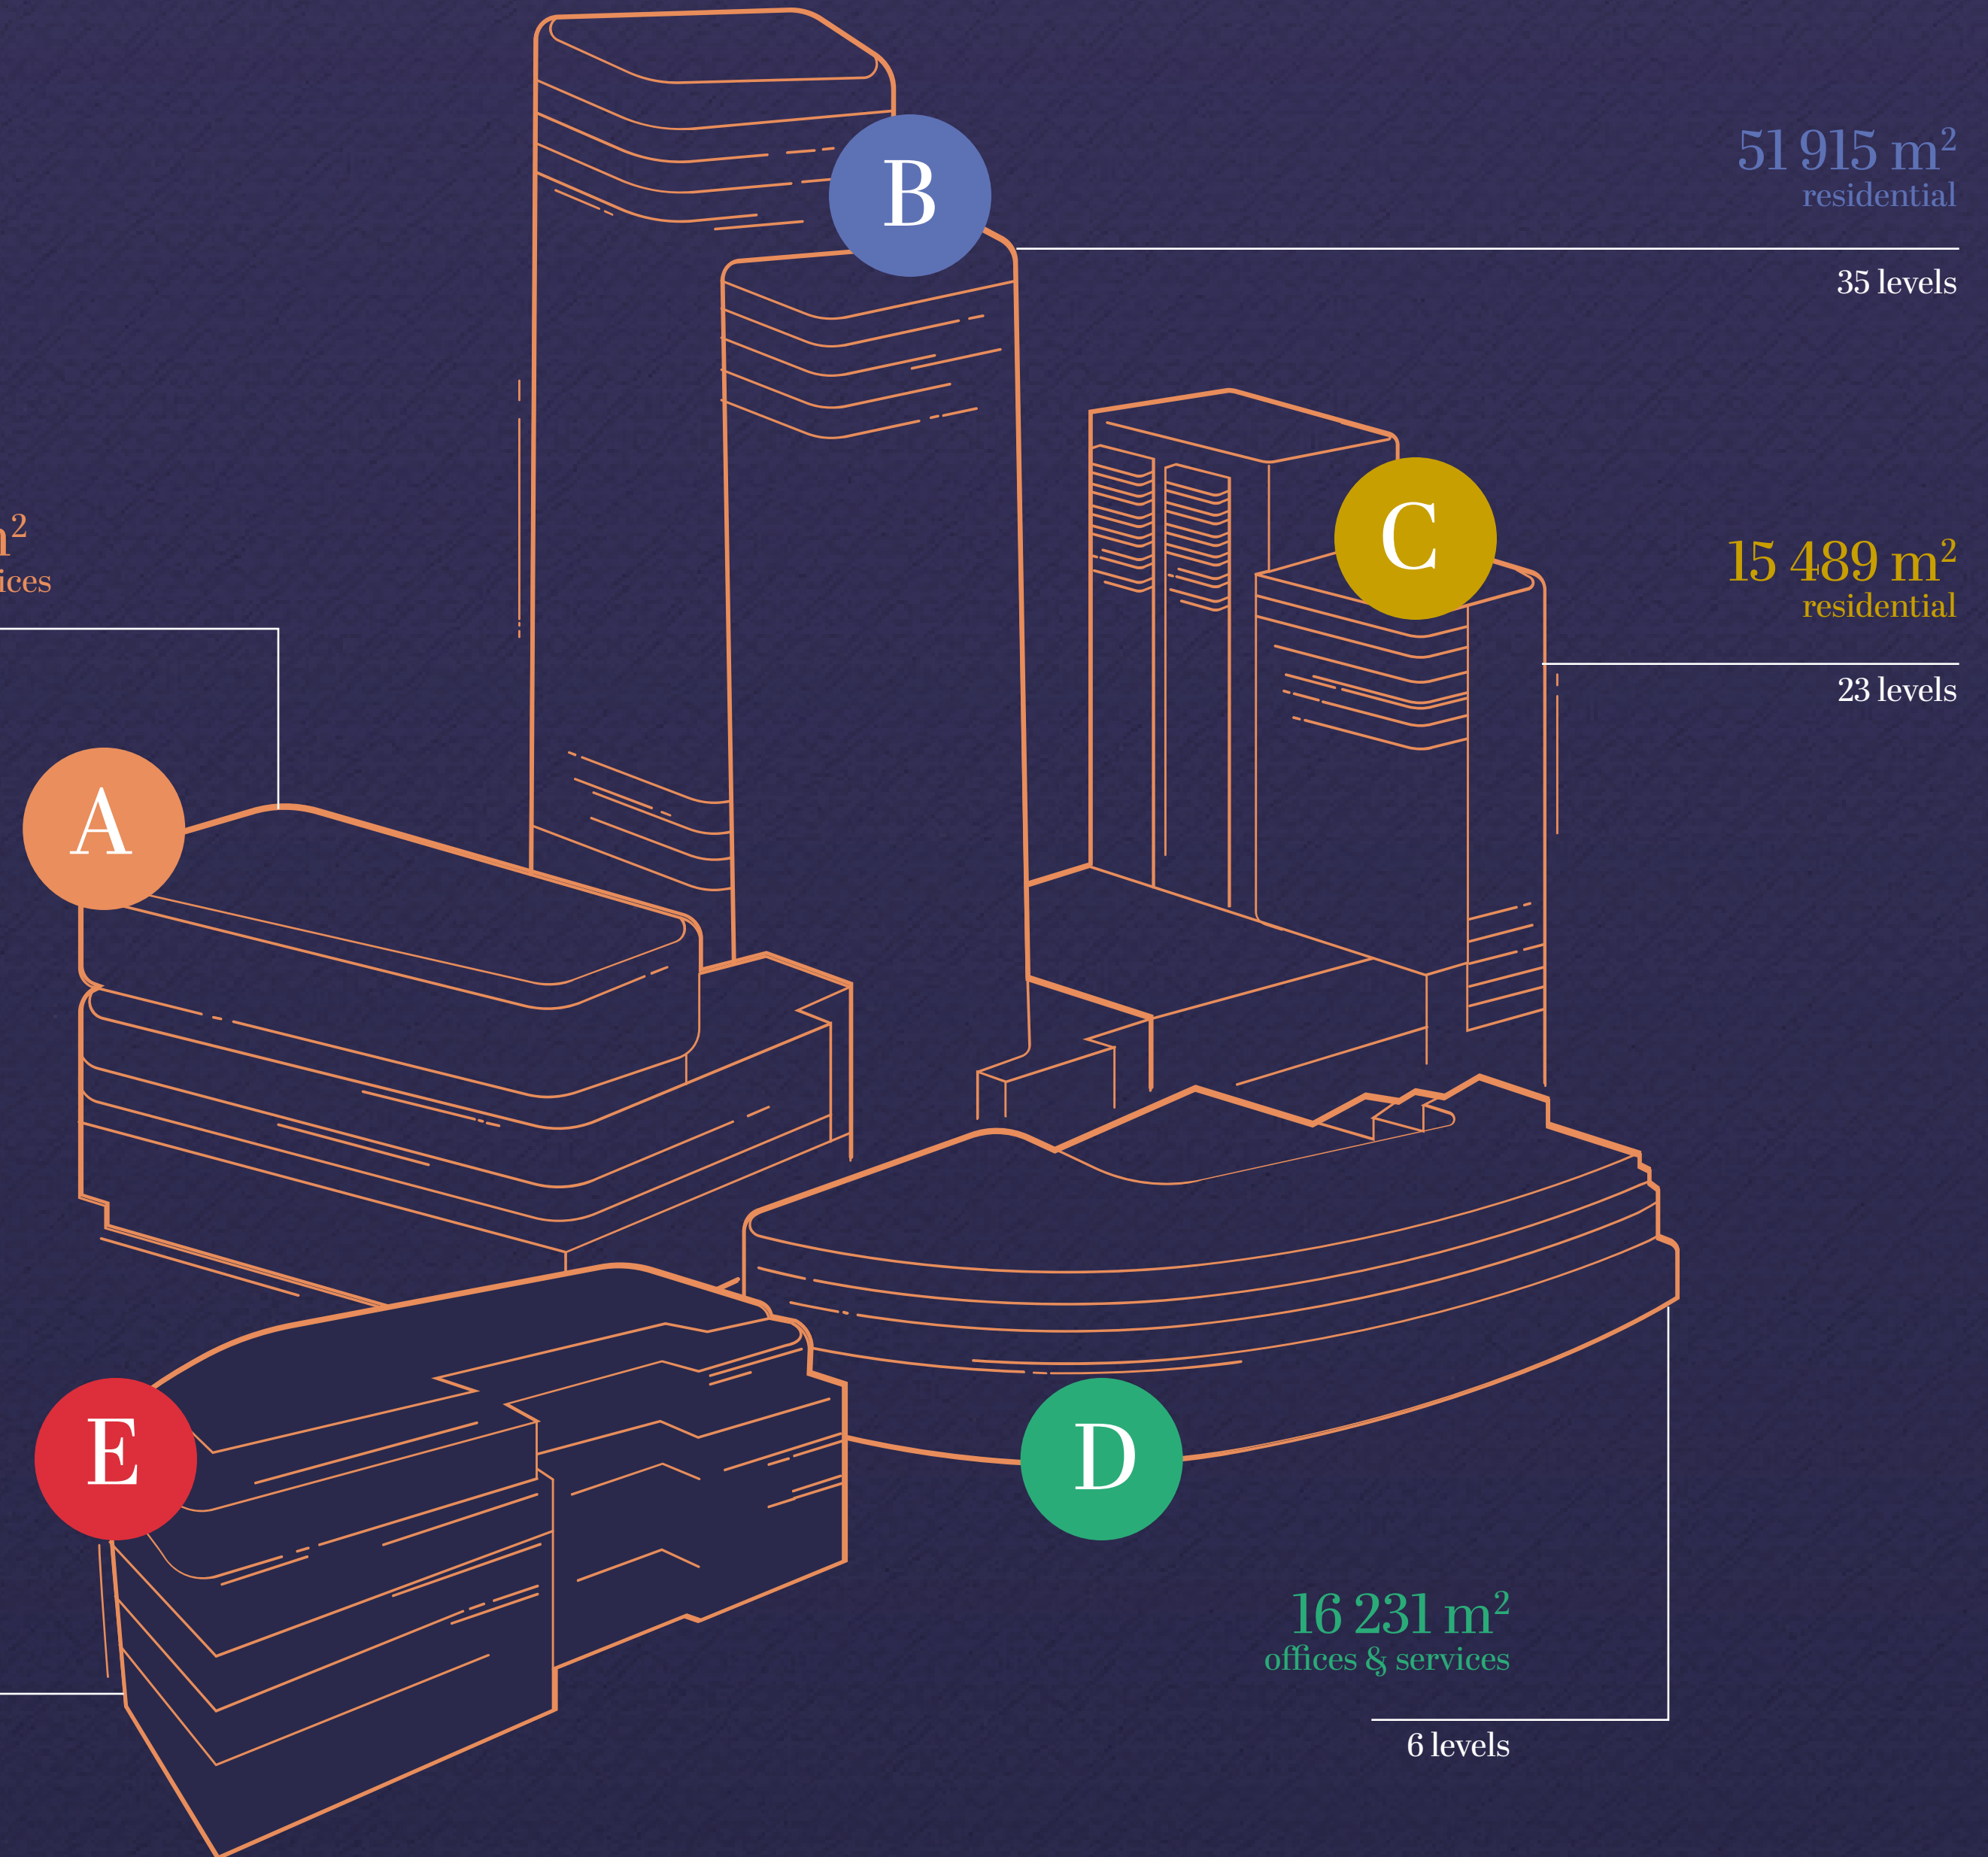 B
51 915 m²
residential
35 levels
C
15 489 m²
residential
23 levels
m²
A
E
D
16 231 m²
offices & services
6 levels